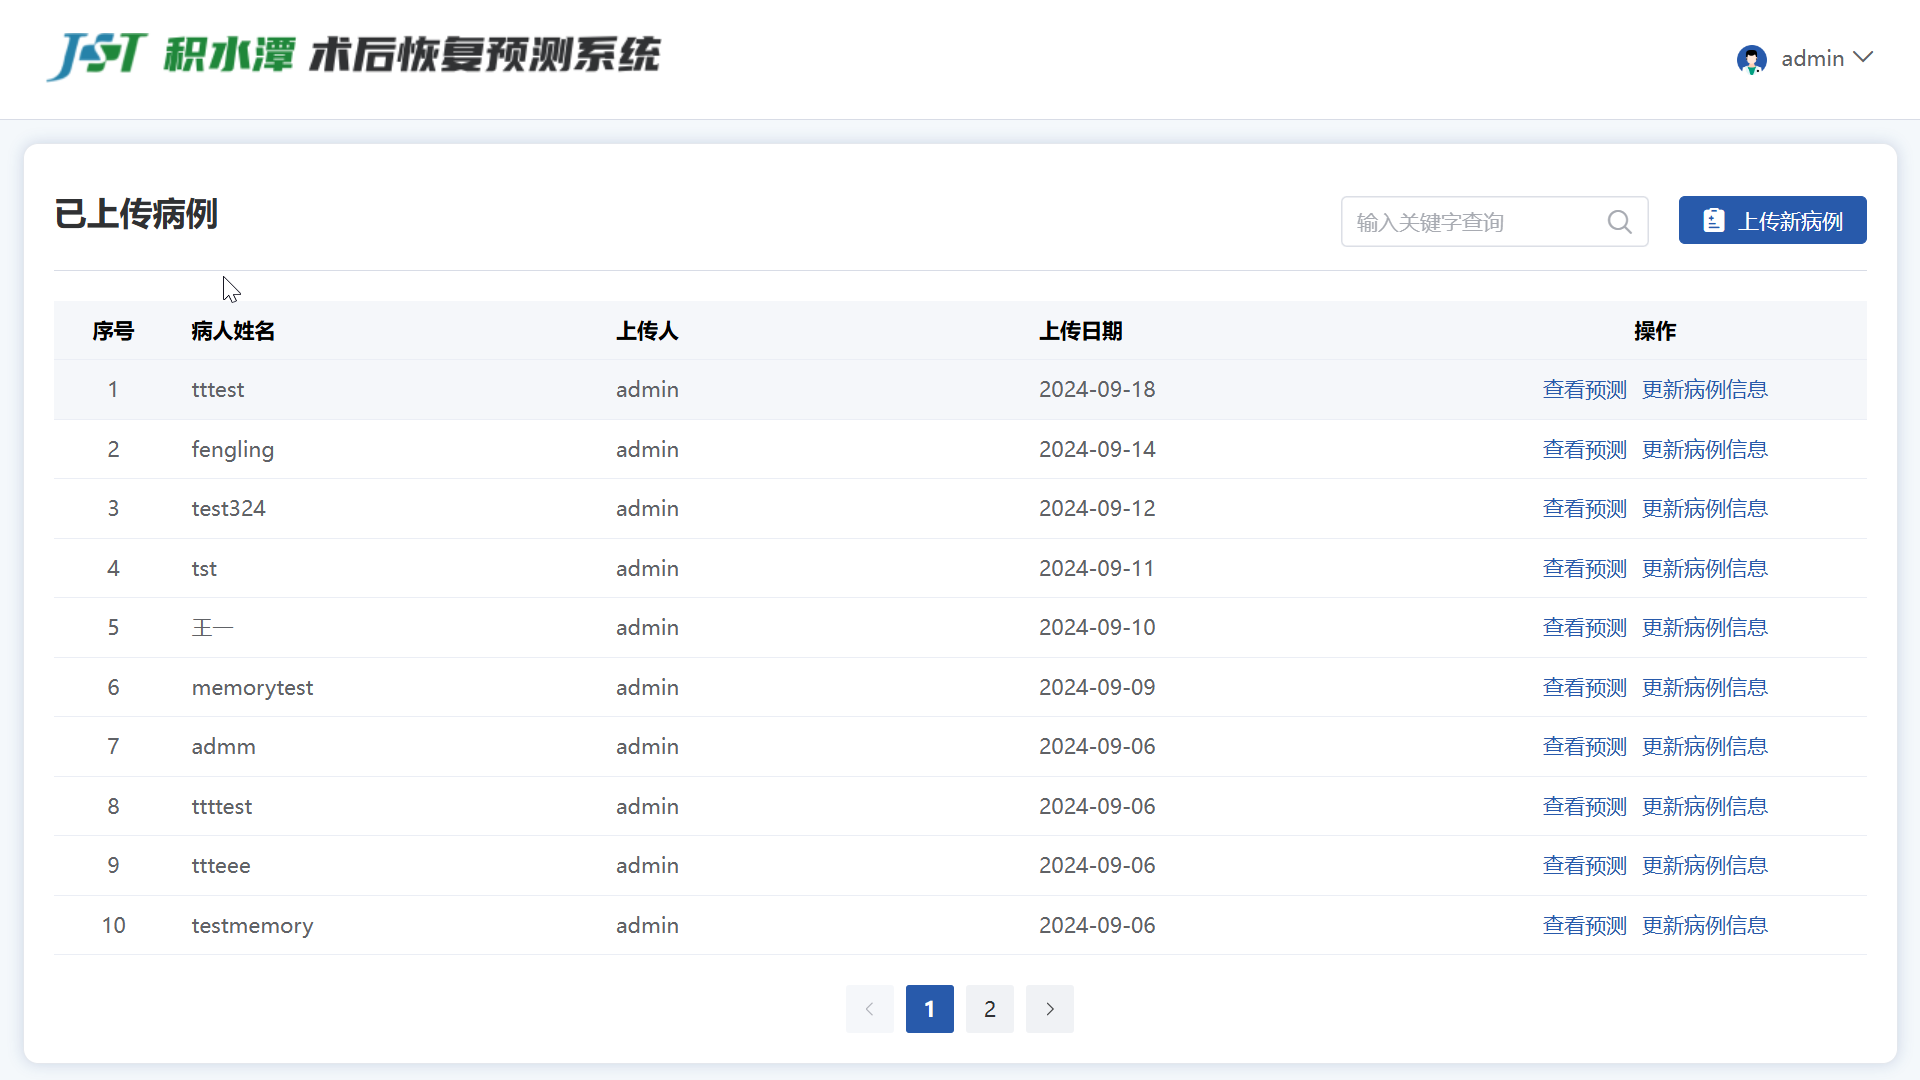 JST 积水潭 术后恢复预测系统
admin
已上传病例
输入关键字查询
上传新病例
序号 病人姓名 上传人 上传日期 操作
1 tttest admin 2024-09-18 查看预测 更新病例信息
2 fengling admin 2024-09-14 查看预测 更新病例信息
3 test324 admin 2024-09-12 查看预测 更新病例信息
4 tst admin 2024-09-11 查看预测 更新病例信息
5 王一 admin 2024-09-10 查看预测 更新病例信息
6 memorytest admin 2024-09-09 查看预测 更新病例信息
7 admm admin 2024-09-06 查看预测 更新病例信息
8 ttttest admin 2024-09-06 查看预测 更新病例信息
9 ttteee admin 2024-09-06 查看预测 更新病例信息
10 testmemory admin 2024-09-06 查看预测 更新病例信息
1 2